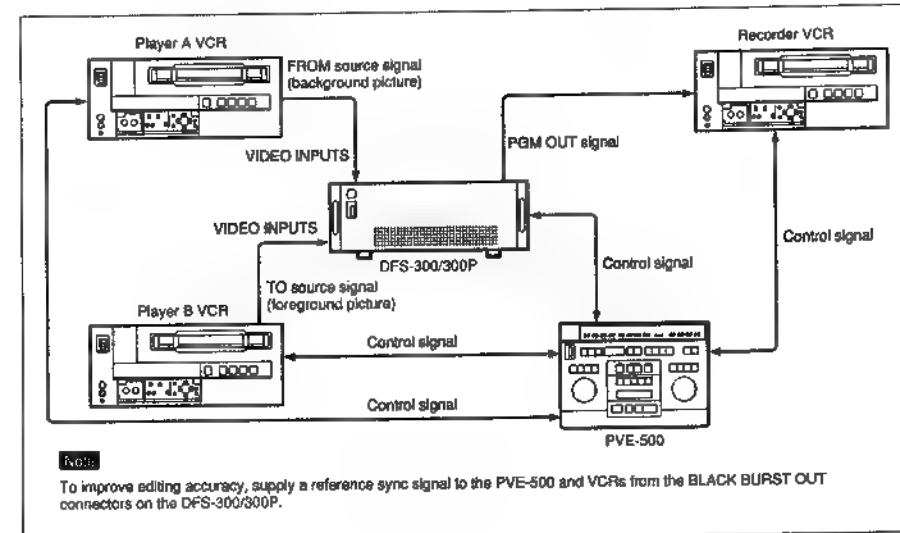 Player A VCR
FROM source signal
(background picture)
Recorder VCR
VIDEO INPUTS
PGM OUT signal
VIDEO INPUTS
DFS-300/300P
Control signal
Control signal
TO source signal
(foreground picture)
Player B VCR
Control signal
Control signal
PVE-500
Note
To improve editing accuracy, supply a reference sync signal to the PVE-500 and VCRs from the BLACK BURST OUT
connectors on the DFS-300/300P.